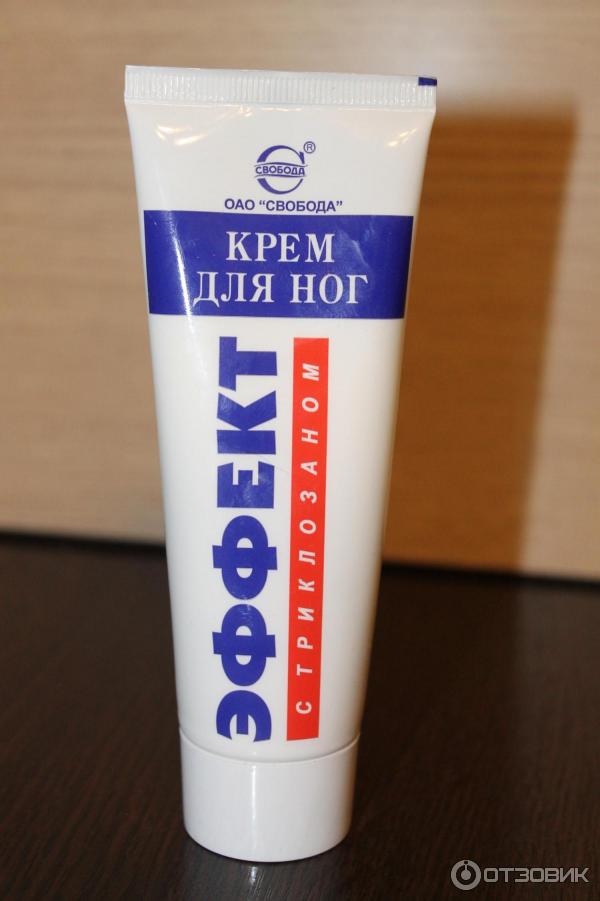 СВОБОДА
®
ОАО "СВОБОДА"
КРЕМ
ДЛЯ НОГ
ЭФФЕКТ
С ТРИКЛОЗАНОМ
ОТЗОВИК